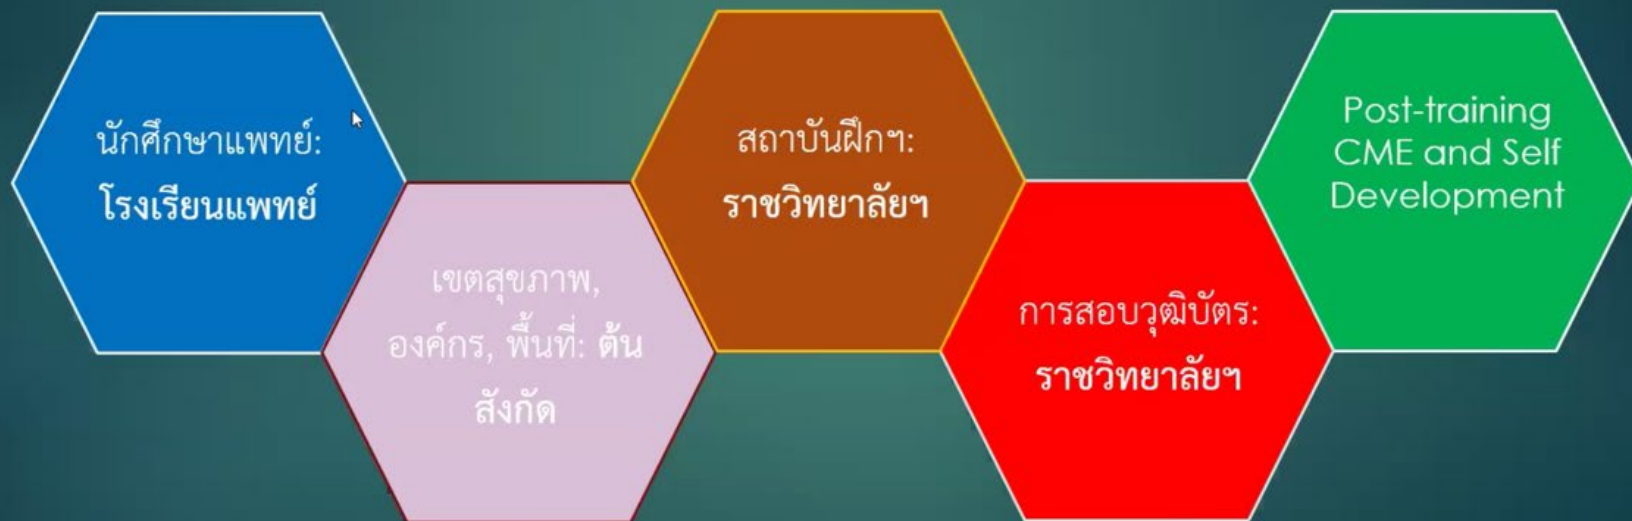 นักศึกษาแพทย์:
โรงเรียนแพทย์
เขตสุขภาพ,
องค์กร, พื้นที่: ต้น
สังกัด
สถาบันฝึกฯ:
ราชวิทยาลัยฯ
การสอบวุฒิบัตร:
ราชวิทยาลัยฯ
Post-training
CME and Self
Development